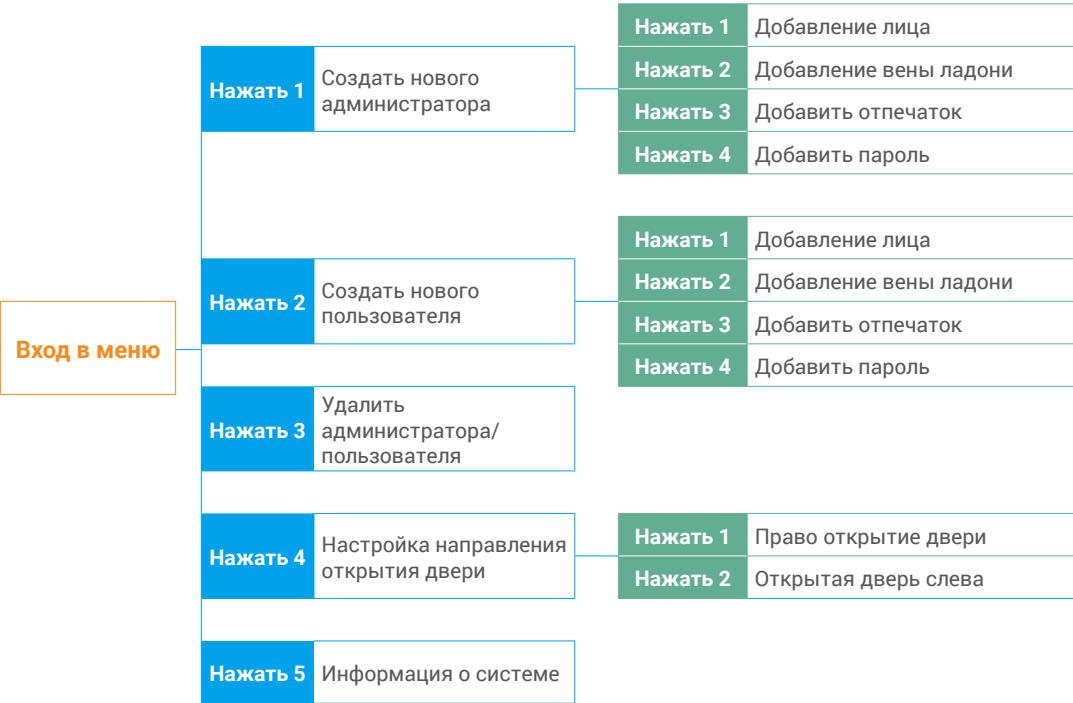 Вход в меню
Нажать 1
Создать нового
администратора
Нажать 1 Добавление лица
Нажать 2 Добавление вены ладони
Нажать 3 Добавить отпечаток
Нажать 4 Добавить пароль
Нажать 2
Создать нового
пользователя
Нажать 1 Добавление лица
Нажать 2 Добавление вены ладони
Нажать 3 Добавить отпечаток
Нажать 4 Добавить пароль
Нажать 3
Удалить
администратора/
пользователя
Нажать 4
Настройка направления
открытия двери
Нажать 1 Право открытие двери
Нажать 2 Открытая дверь слева
Нажать 5 Информация о системе